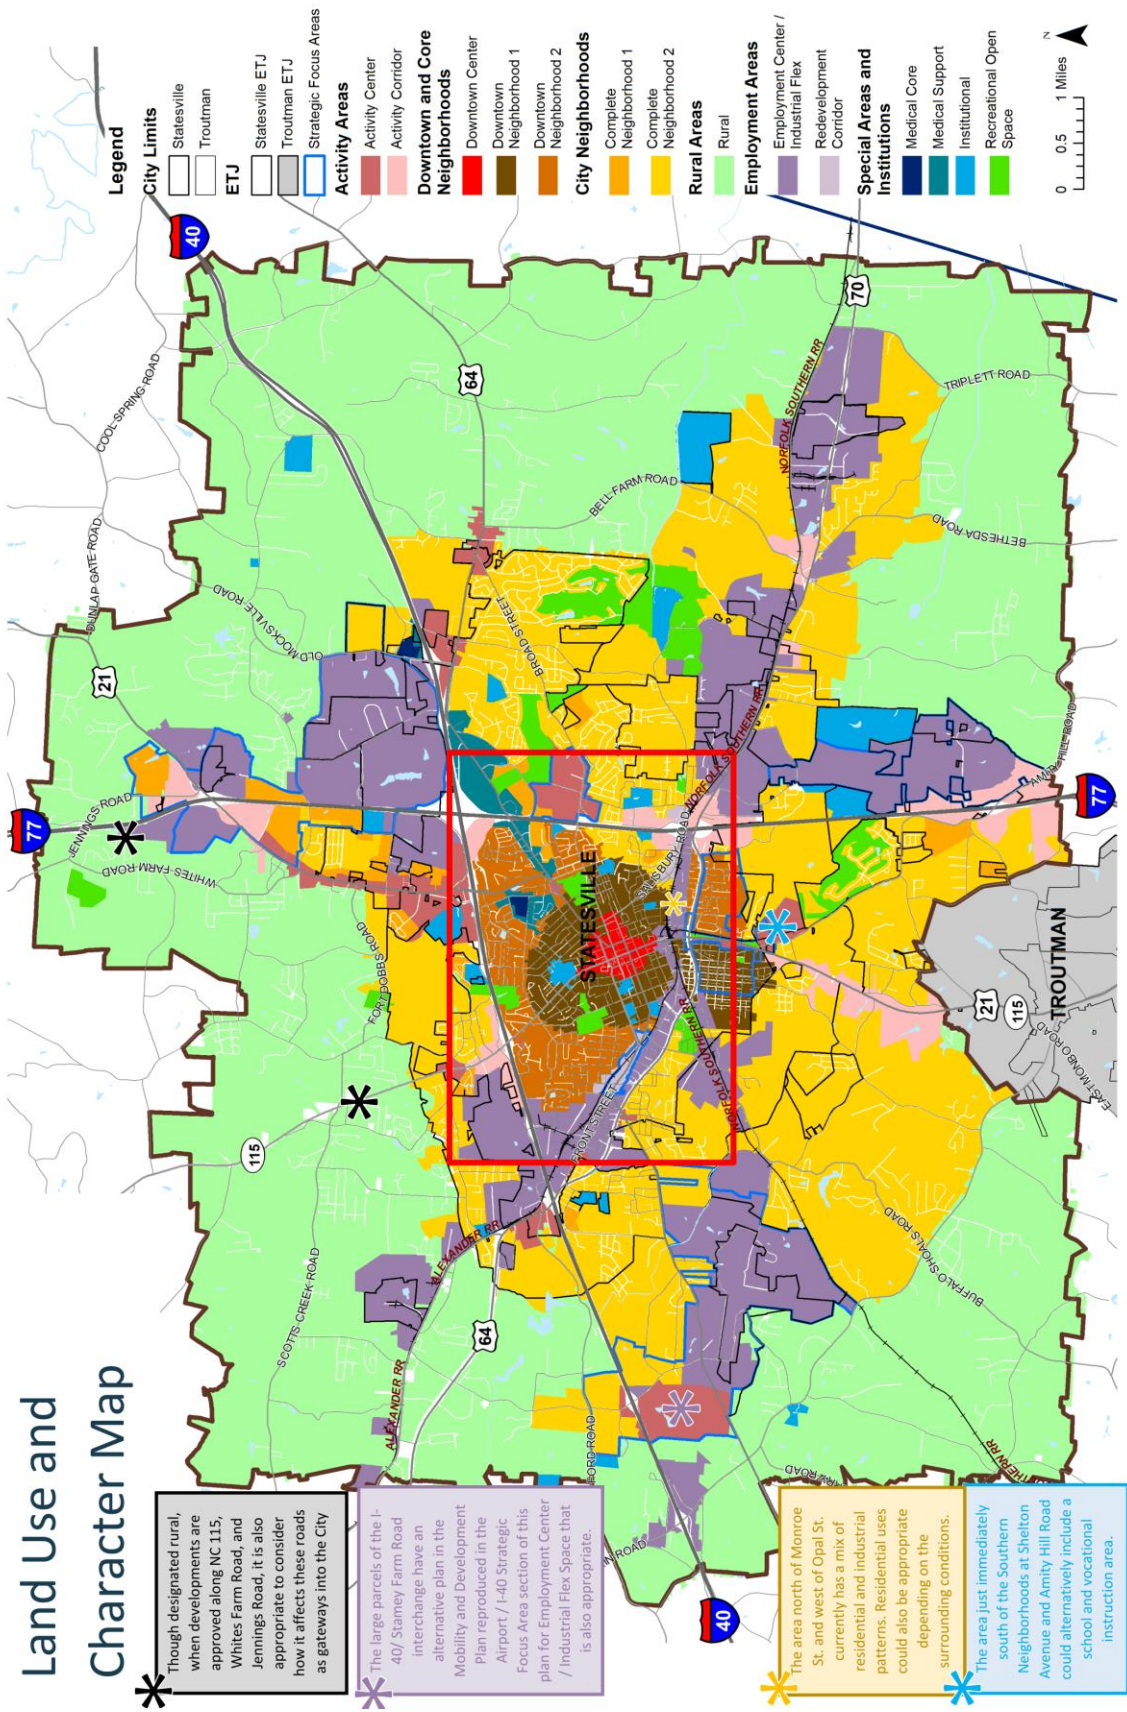 Land Use and
Character Map
Though designated rural,
when developments are
approved along NC 115,
Whites Farm Road, and
Jennings Road, it is also
appropriate to consider
how it affects these roads
as gateways into the City
The large parcels of the I-
40/ Stamey Farm Road
interchange have an
alternative plan in the
Mobility and Development
Plan reproduced in the
Airport / I-40 Strategic
Focus Area section of this
plan for Employment Center
/ Industrial Flex Space that
is also appropriate.
The area north of Monroe
St. and west of Opal St.
currently has a mix of
residential and industrial
patterns. Residential uses
could also be appropriate
depending on the
surrounding conditions.
The area just immediately
south of the Southern
Neighborhoods at Shelton
Avenue and Amity Hill Road
could alternatively include a
school and vocational
instruction area.
77
JENNINGS ROAD
WHITES FARM ROAD
21
DUNLAP GATE ROAD
COOL SPRING ROAD
40
OLD MOCKSVILLE ROAD
FORT DOBBS ROAD
115
SCOTTS CREEK ROAD
ALEXANDER RR
ALEXANDER RR
64
64
BROAD STREET
BELL FARM ROAD
STATESVILLE
SALISBURY ROAD
NORFOLK SOUTHERN RR
FRONT STREET
NORFOLK SOUTHERN RR
NORFOLK SOUTHERN RR
70
TRIPLETT ROAD
BETHESDA ROAD
AMITY HILL ROAD
77
BUFFALO SHOALS ROAD
21
115
TROUTMAN
EAST MONBO ROAD
40
Legend
City Limits
Statesville
Troutman
ETJ
Statesville ETJ
Troutman ETJ
Strategic Focus Areas
Activity Areas
Activity Center
Activity Corridor
Downtown and Core
Neighborhoods
Downtown Center
Downtown
Neighborhood 1
Downtown
Neighborhood 2
City Neighborhoods
Complete
Neighborhood 1
Complete
Neighborhood 2
Rural Areas
Rural
Employment Areas
Employment Center /
Industrial Flex
Redevelopment
Corridor
Special Areas and
Institutions
Medical Core
Medical Support
Institutional
Recreational Open
Space
0 0.5 1 Miles
N